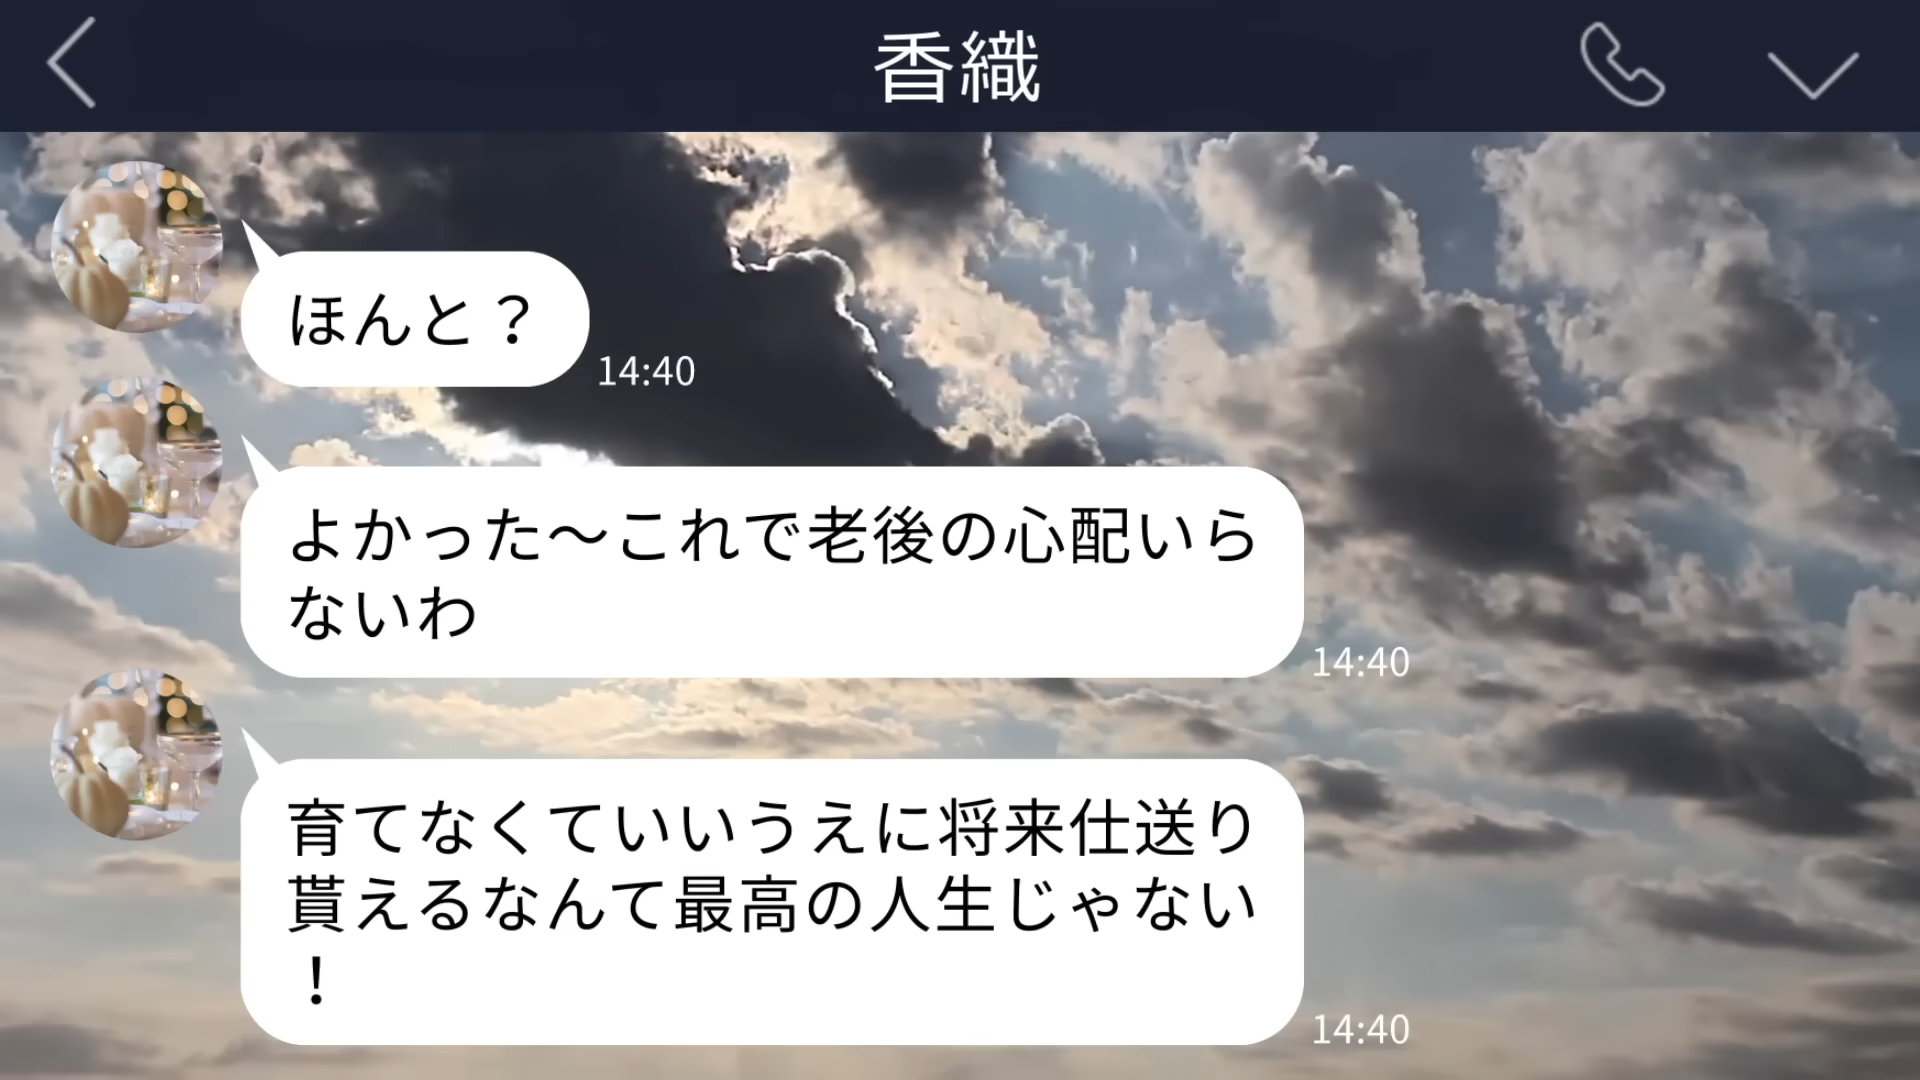 香織
ほんと？
14:40
よかった〜これで老後の心配いら
ないわ
14:40
育てなくていいうえに将来仕送り
貰えるなんて最高の人生じゃない
！
14:40